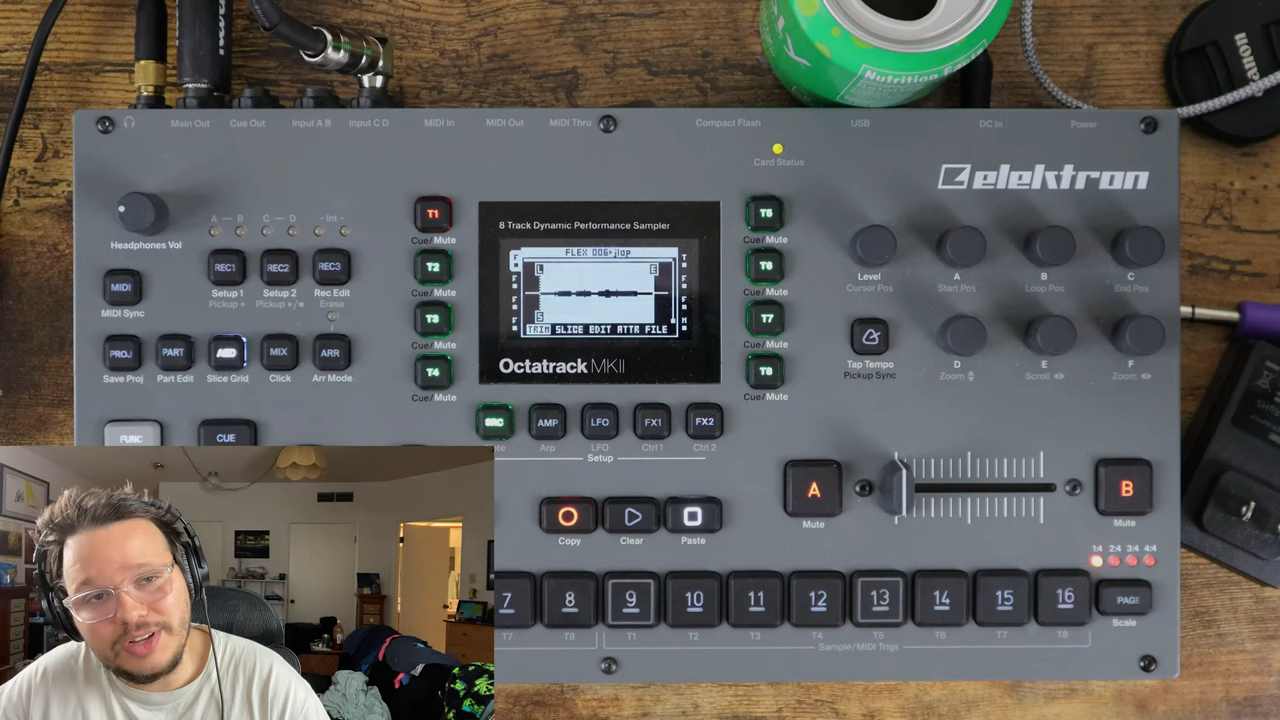 Nutrition
Canon
Main Out
Cue Out
Input A B
Input C D
MIDI In
MIDI Out
MIDI Thru
Compact Flash
USB
DC In
Power
Card Status
elektron
Headphones Vol
A — B
C — D
- Int -
REC1
REC2
REC3
Setup 1
Setup 2
Rec Edit
Pickup +
Pickup ▸/■
Erase
MIDI
MIDI Sync
PROJ
PART
AED
MIX
ARR
Save Proj
Part Edit
Slice Grid
Click
Arr Mode
FUNC
CUE
T1
Cue/Mute
T2
Cue/Mute
T3
Cue/Mute
T4
Cue/Mute
8 Track Dynamic Performance Sampler
L
E
S
TRIM SLICE EDIT ATTR FILE
Octatrack MKII
T5
Cue/Mute
T6
Cue/Mute
T7
Cue/Mute
T8
Cue/Mute
Level
A
B
C
Cursor Pos
Start Pos
Loop Pos
End Pos
Tap Tempo
Pickup Sync
D
E
F
Zoom
Scroll
Zoom
SRC
AMP
LFO
FX1
FX2
Arp
LFO
Ctrl 1
Ctrl 2
Setup
A
Mute
B
Mute
Copy
Clear
Paste
1:4 2:4 3:4 4:4
PAGE
Scale
7
8
9
10
11
12
13
14
15
16
T7
T8
T1
T2
T3
T4
T5
T6
T7
T8
Sample/MIDI Trigs